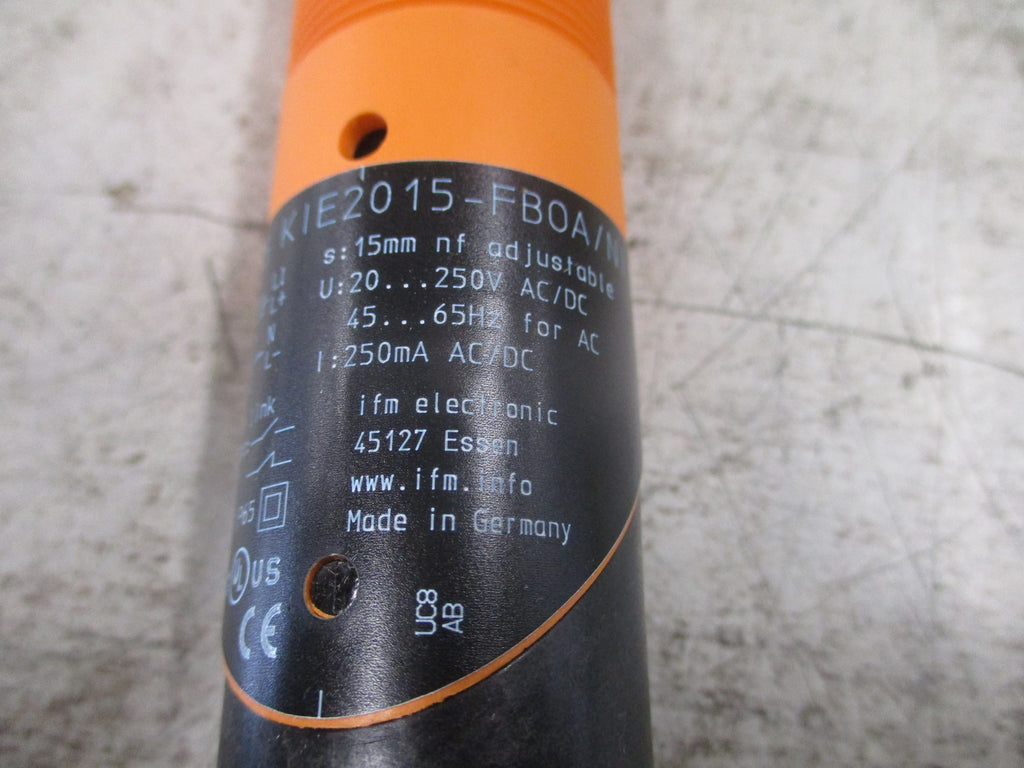 KIE2015-FBOA/N
s:15mm nf adjustable
U:20...250V AC/DC
45...65Hz for AC
I:250mA AC/DC
ifm electronic
45127 Essen
www.ifm.info
Made in Germany
L1
L+
N
L-
US
CE
UC8
AB